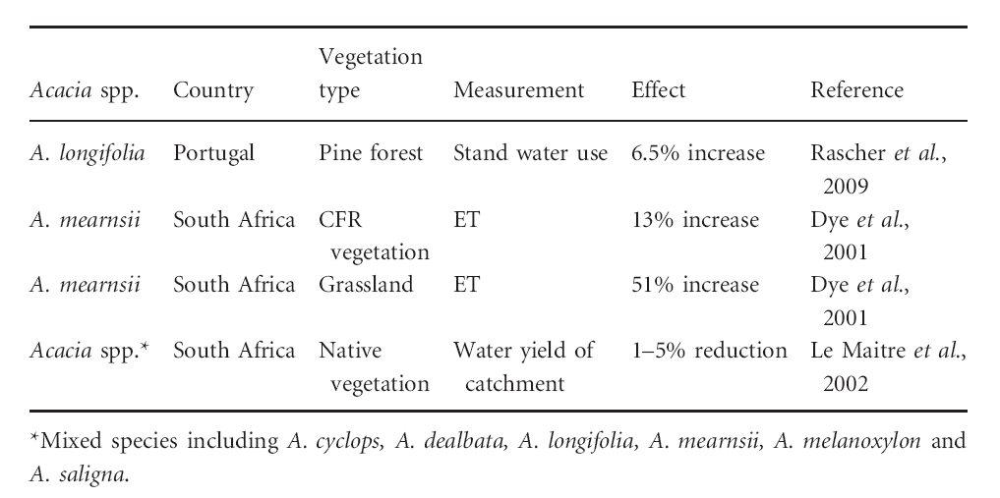 Vegetation
Acacia spp. Country type Measurement Effect Reference
A. longifolia Portugal Pine forest Stand water use 6.5% increase Rascher et al.,
2009
A. mearnsii South Africa CFR ET 13% increase Dye et al.,
vegetation 2001
A. mearnsii South Africa Grassland ET 51% increase Dye et al.,
2001
Acacia spp.* South Africa Native Water yield of 1–5% reduction Le Maitre et al.,
vegetation catchment 2002
*Mixed species including A. cyclops, A. dealbata, A. longifolia, A. mearnsii, A. melanoxylon and
A. saligna.